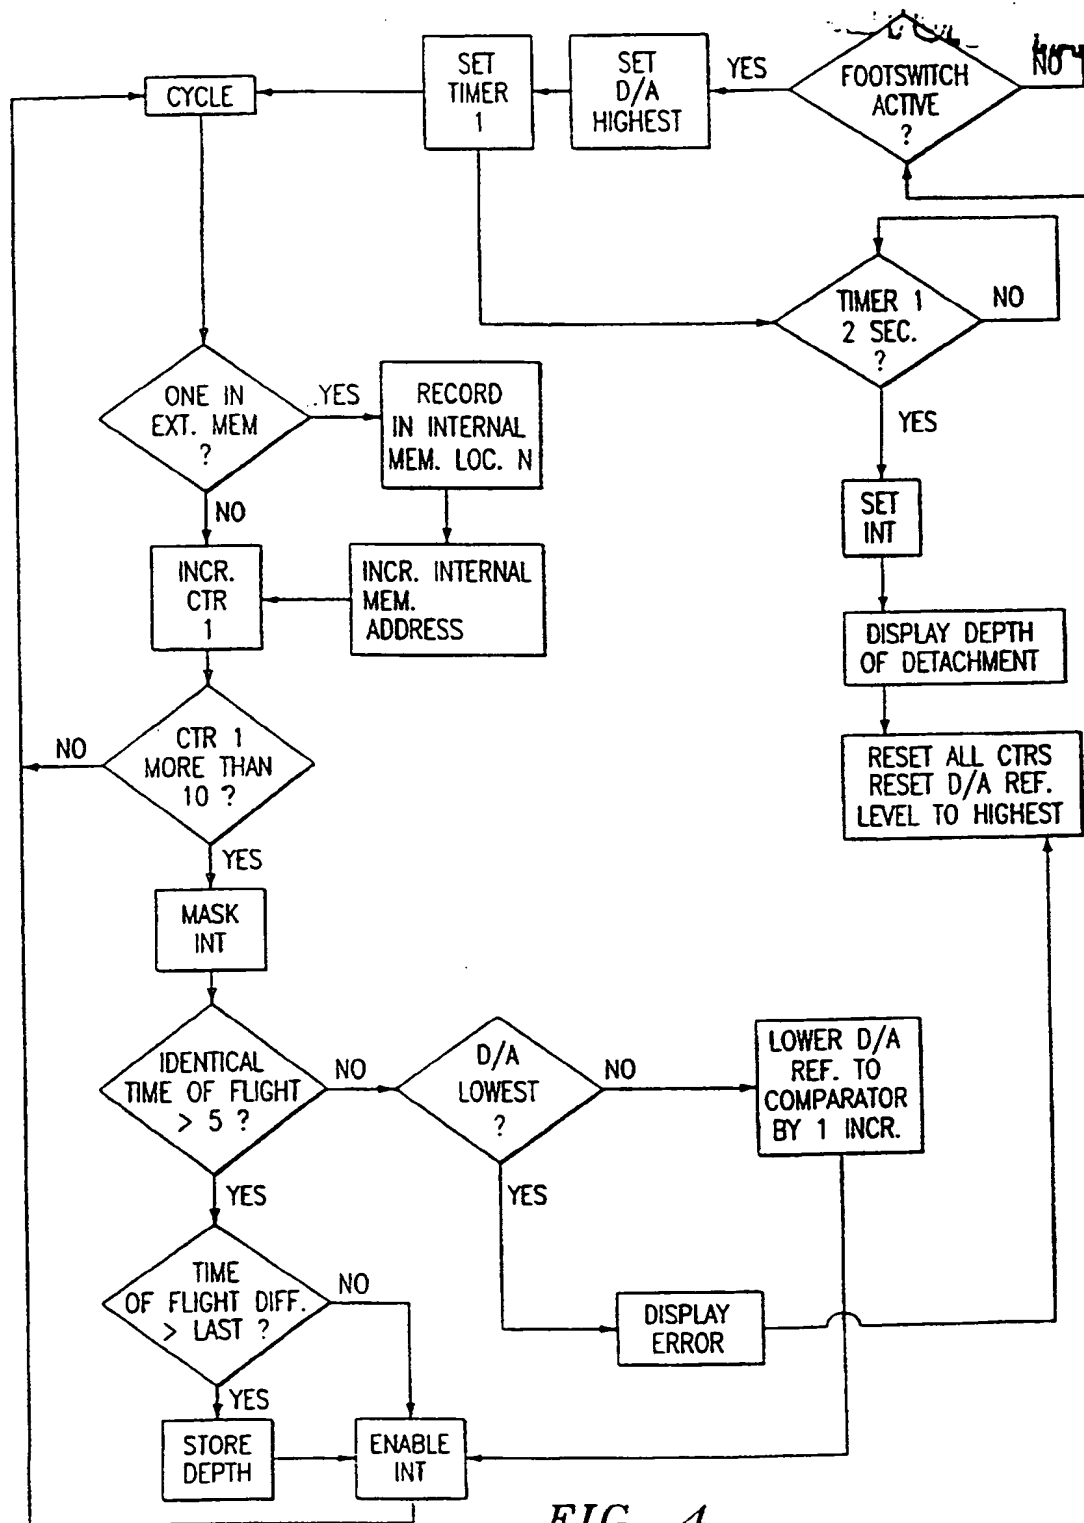 CYCLE
SET
TIMER
1
SET
D/A
HIGHEST
YES
FOOTSWITCH
ACTIVE
?
NO
TIMER 1
2 SEC.
?
NO
YES
ONE IN
EXT. MEM
?
YES
RECORD
IN INTERNAL
MEM. LOC. N
NO
SET
INT
INCR.
CTR
1
INCR. INTERNAL
MEM.
ADDRESS
DISPLAY DEPTH
OF DETACHMENT
NO
CTR 1
MORE THAN
10 ?
RESET ALL CTRS
RESET D/A REF.
LEVEL TO HIGHEST
YES
MASK
INT
IDENTICAL
TIME OF FLIGHT
> 5 ?
NO
D/A
LOWEST
?
NO
LOWER D/A
REF. TO
COMPARATOR
BY 1 INCR.
YES
YES
TIME
OF FLIGHT DIFF.
> LAST ?
NO
DISPLAY
ERROR
YES
STORE
DEPTH
ENABLE
INT
FIG. 4